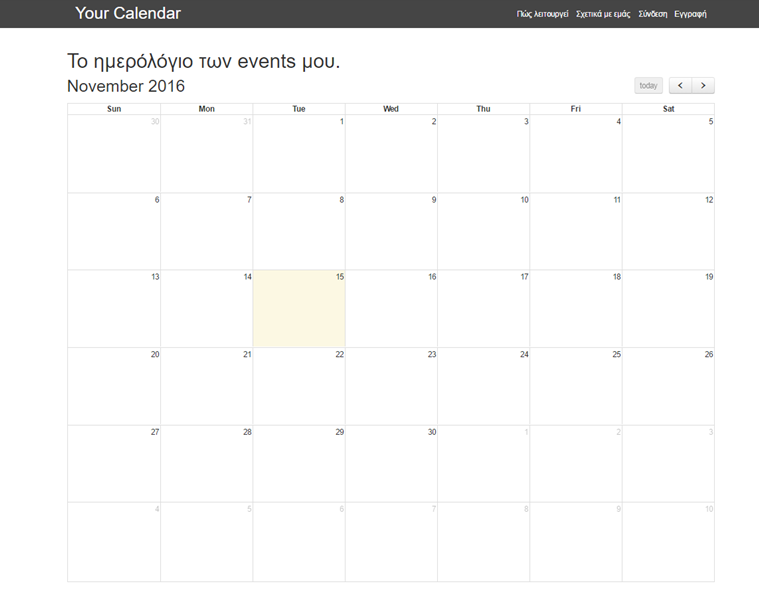 Your Calendar Πώς λειτουργεί Σχετικά με εμάς Σύνδεση Εγγραφή
Το ημερόλόγιο των events μου.
November 2016 today
Sun Mon Tue Wed Thu Fri Sat
30 31 1 2 3 4 5
6 7 8 9 10 11 12
13 14 15 16 17 18 19
20 21 22 23 24 25 26
27 28 29 30 1 2 3
4 5 6 7 8 9 10